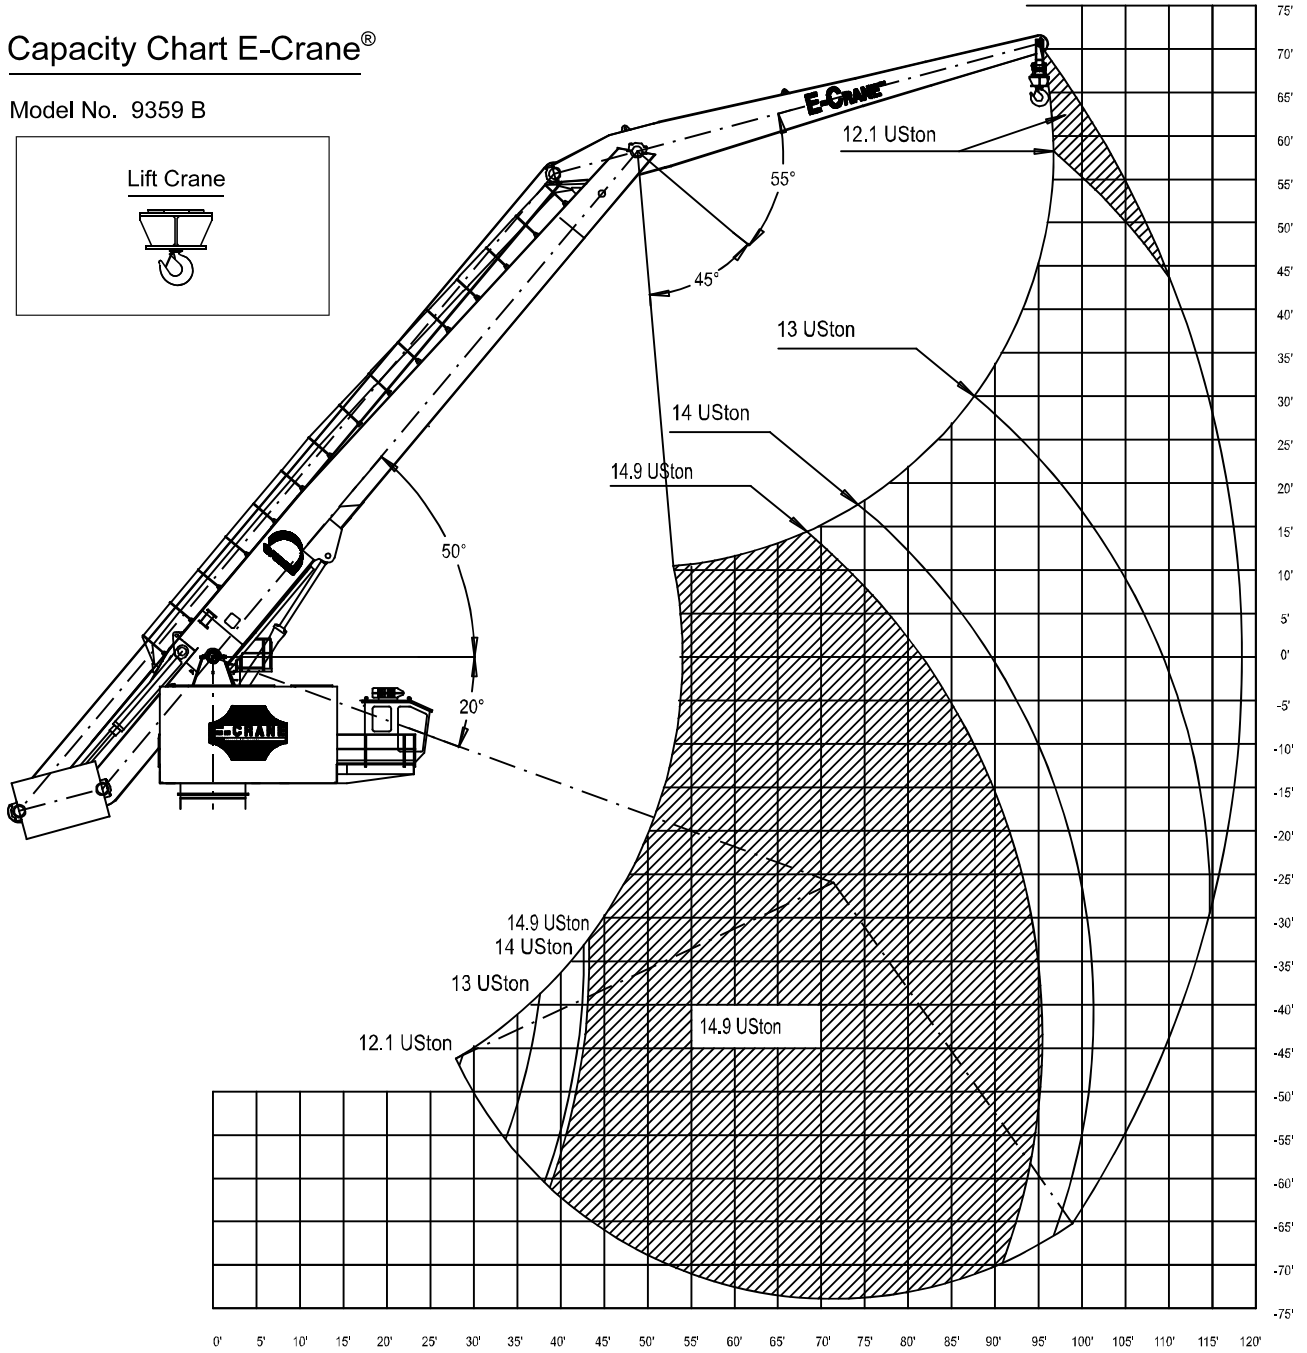 Capacity Chart E-Crane®
Model No. 9359 B
Lift Crane
E-CRANE
12.1 USton
55°
45°
13 USton
14 USton
14.9 USton
50°
20°
14.9 USton
14 USton
13 USton
12.1 USton
14.9 USton
75'
70'
65'
60'
55'
50'
45'
40'
35'
30'
25'
20'
15'
10'
5'
0'
-5'
-10'
-15'
-20'
-25'
-30'
-35'
-40'
-45'
-50'
-55'
-60'
-65'
-70'
-75'
0' 5' 10' 15' 20' 25' 30' 35' 40' 45' 50' 55' 60' 65' 70' 75' 80' 85' 90' 95' 100' 105' 110' 115' 120'